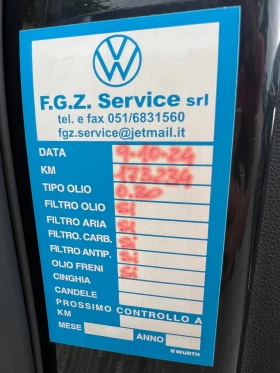 F.G.Z. Service srl
tel. e fax 051/6831560
fgz.service@jetmail.it
DATA 9-10-24
KM 173234
TIPO OLIO 0.30
FILTRO OLIO Si
FILTRO ARIA Si
FILTRO. CARB. Si
FILTRO ANTIP. Si
OLIO FRENI Si
CINGHIA
CANDELE
PROSSIMO CONTROLLO A
KM
MESE ANNO
WURTH